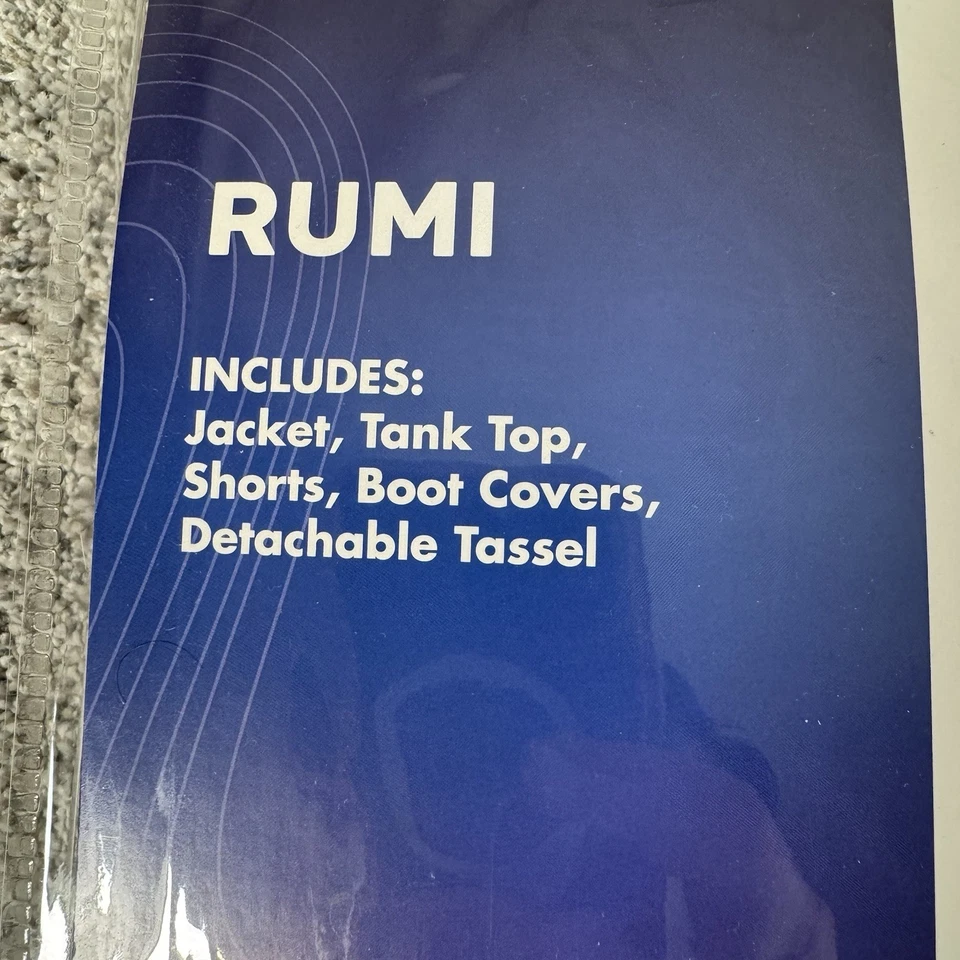 RUMI
INCLUDES:
Jacket, Tank Top,
Shorts, Boot Covers,
Detachable Tassel